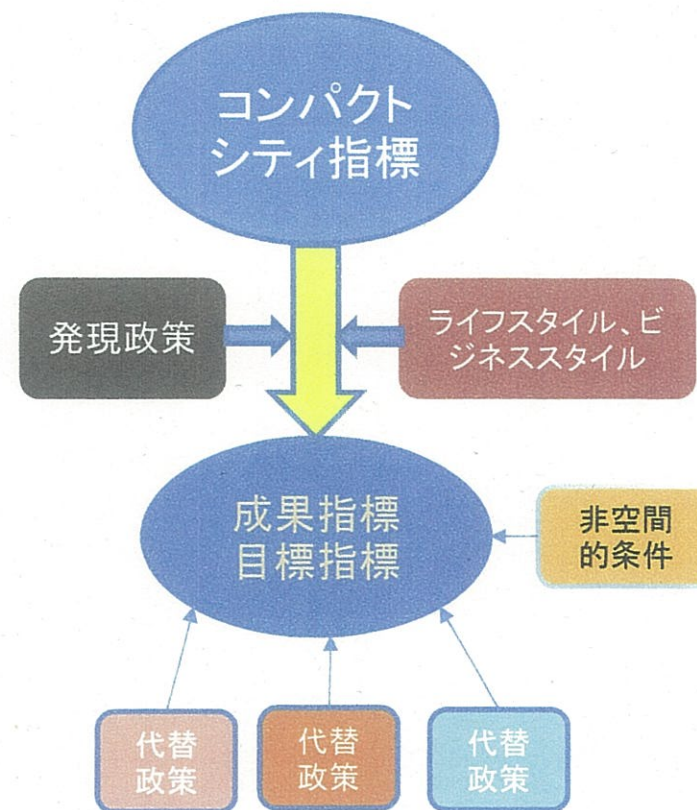 コンパクト
シティ指標
発現政策
ライフスタイル、ビ
ジネススタイル
成果指標
目標指標
非空間
的条件
代替
政策
代替
政策
代替
政策